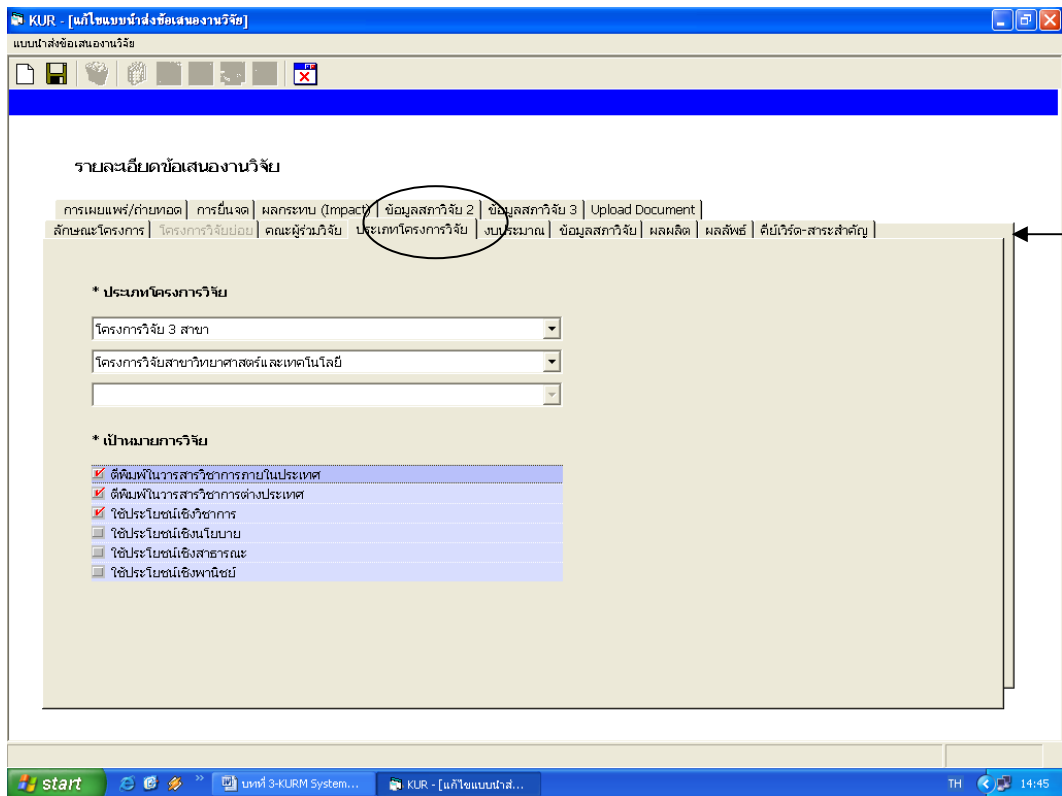 KUR - [แก้ไขแบบนำส่งข้อเสนองานวิจัย]
แบบนำส่งข้อเสนองานวิจัย
รายละเอียดข้อเสนองานวิจัย
การเผยแพร่/ถ่ายทอด การยื่นจด ผลกระทบ (Impact) ข้อมูลสภาวิจัย 2 ข้อมูลสภาวิจัย 3 Upload Document
ลักษณะโครงการ โครงการวิจัยย่อย คณะผู้ร่วมวิจัย ประเภทโครงการวิจัย งบประมาณ ข้อมูลสภาวิจัย ผลผลิต ผลลัพธ์ คีย์เวิร์ด-สาระสำคัญ
* ประเภทโครงการวิจัย
โครงการวิจัย 3 สาขา
โครงการวิจัยสาขาวิทยาศาสตร์และเทคโนโลยี
* เป้าหมายการวิจัย
ตีพิมพ์ในวารสารวิชาการภายในประเทศ
ตีพิมพ์ในวารสารวิชาการต่างประเทศ
ใช้ประโยชน์เชิงวิชาการ
ใช้ประโยชน์เชิงนโยบาย
ใช้ประโยชน์เชิงสาธารณะ
ใช้ประโยชน์เชิงพานิชย์
start บทที่ 3-KURM System... KUR - [แก้ไขแบบนำส่... TH 14:45